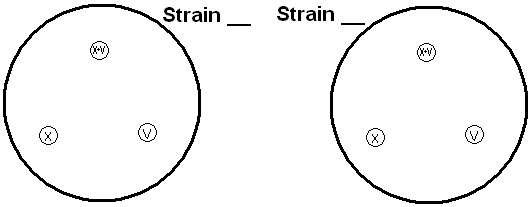 Strain __ Strain __
X+V X+V
X V X V